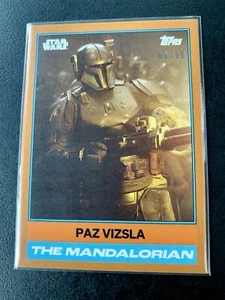 STAR WARS
Topps
PAZ VIZSLA
THE MANDALORIAN